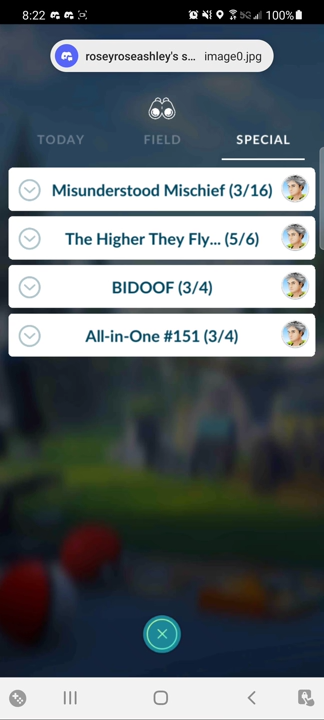 8:22 5G 100%
roseyroseashley's s... image0.jpg
TODAY FIELD SPECIAL
Misunderstood Mischief (3/16)
The Higher They Fly... (5/6)
BIDOOF (3/4)
All-in-One #151 (3/4)